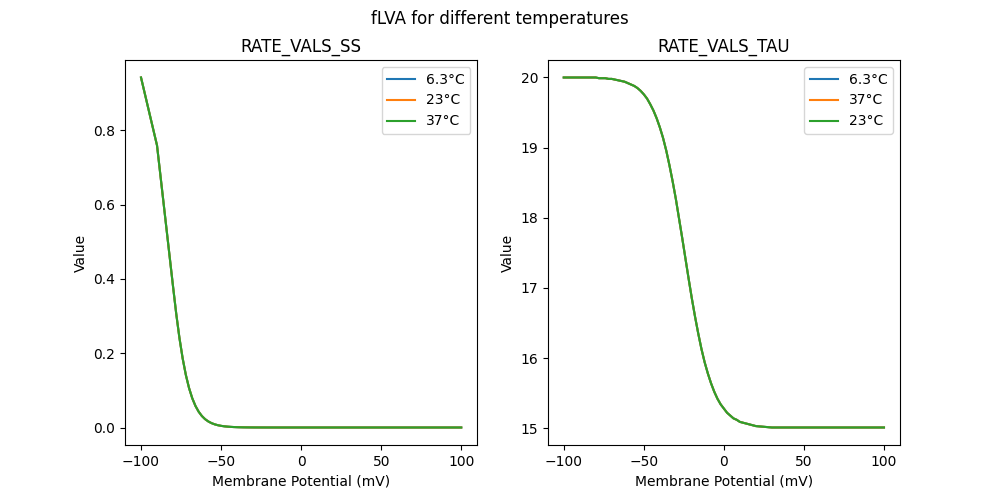 fLVA for different temperatures
RATE_VALS_SS
6.3°C
23°C
37°C
Value
0.8
0.6
0.4
0.2
0.0
−100
−50
0
50
100
Membrane Potential (mV)
RATE_VALS_TAU
6.3°C
37°C
23°C
Value
20
19
18
17
16
15
−100
−50
0
50
100
Membrane Potential (mV)